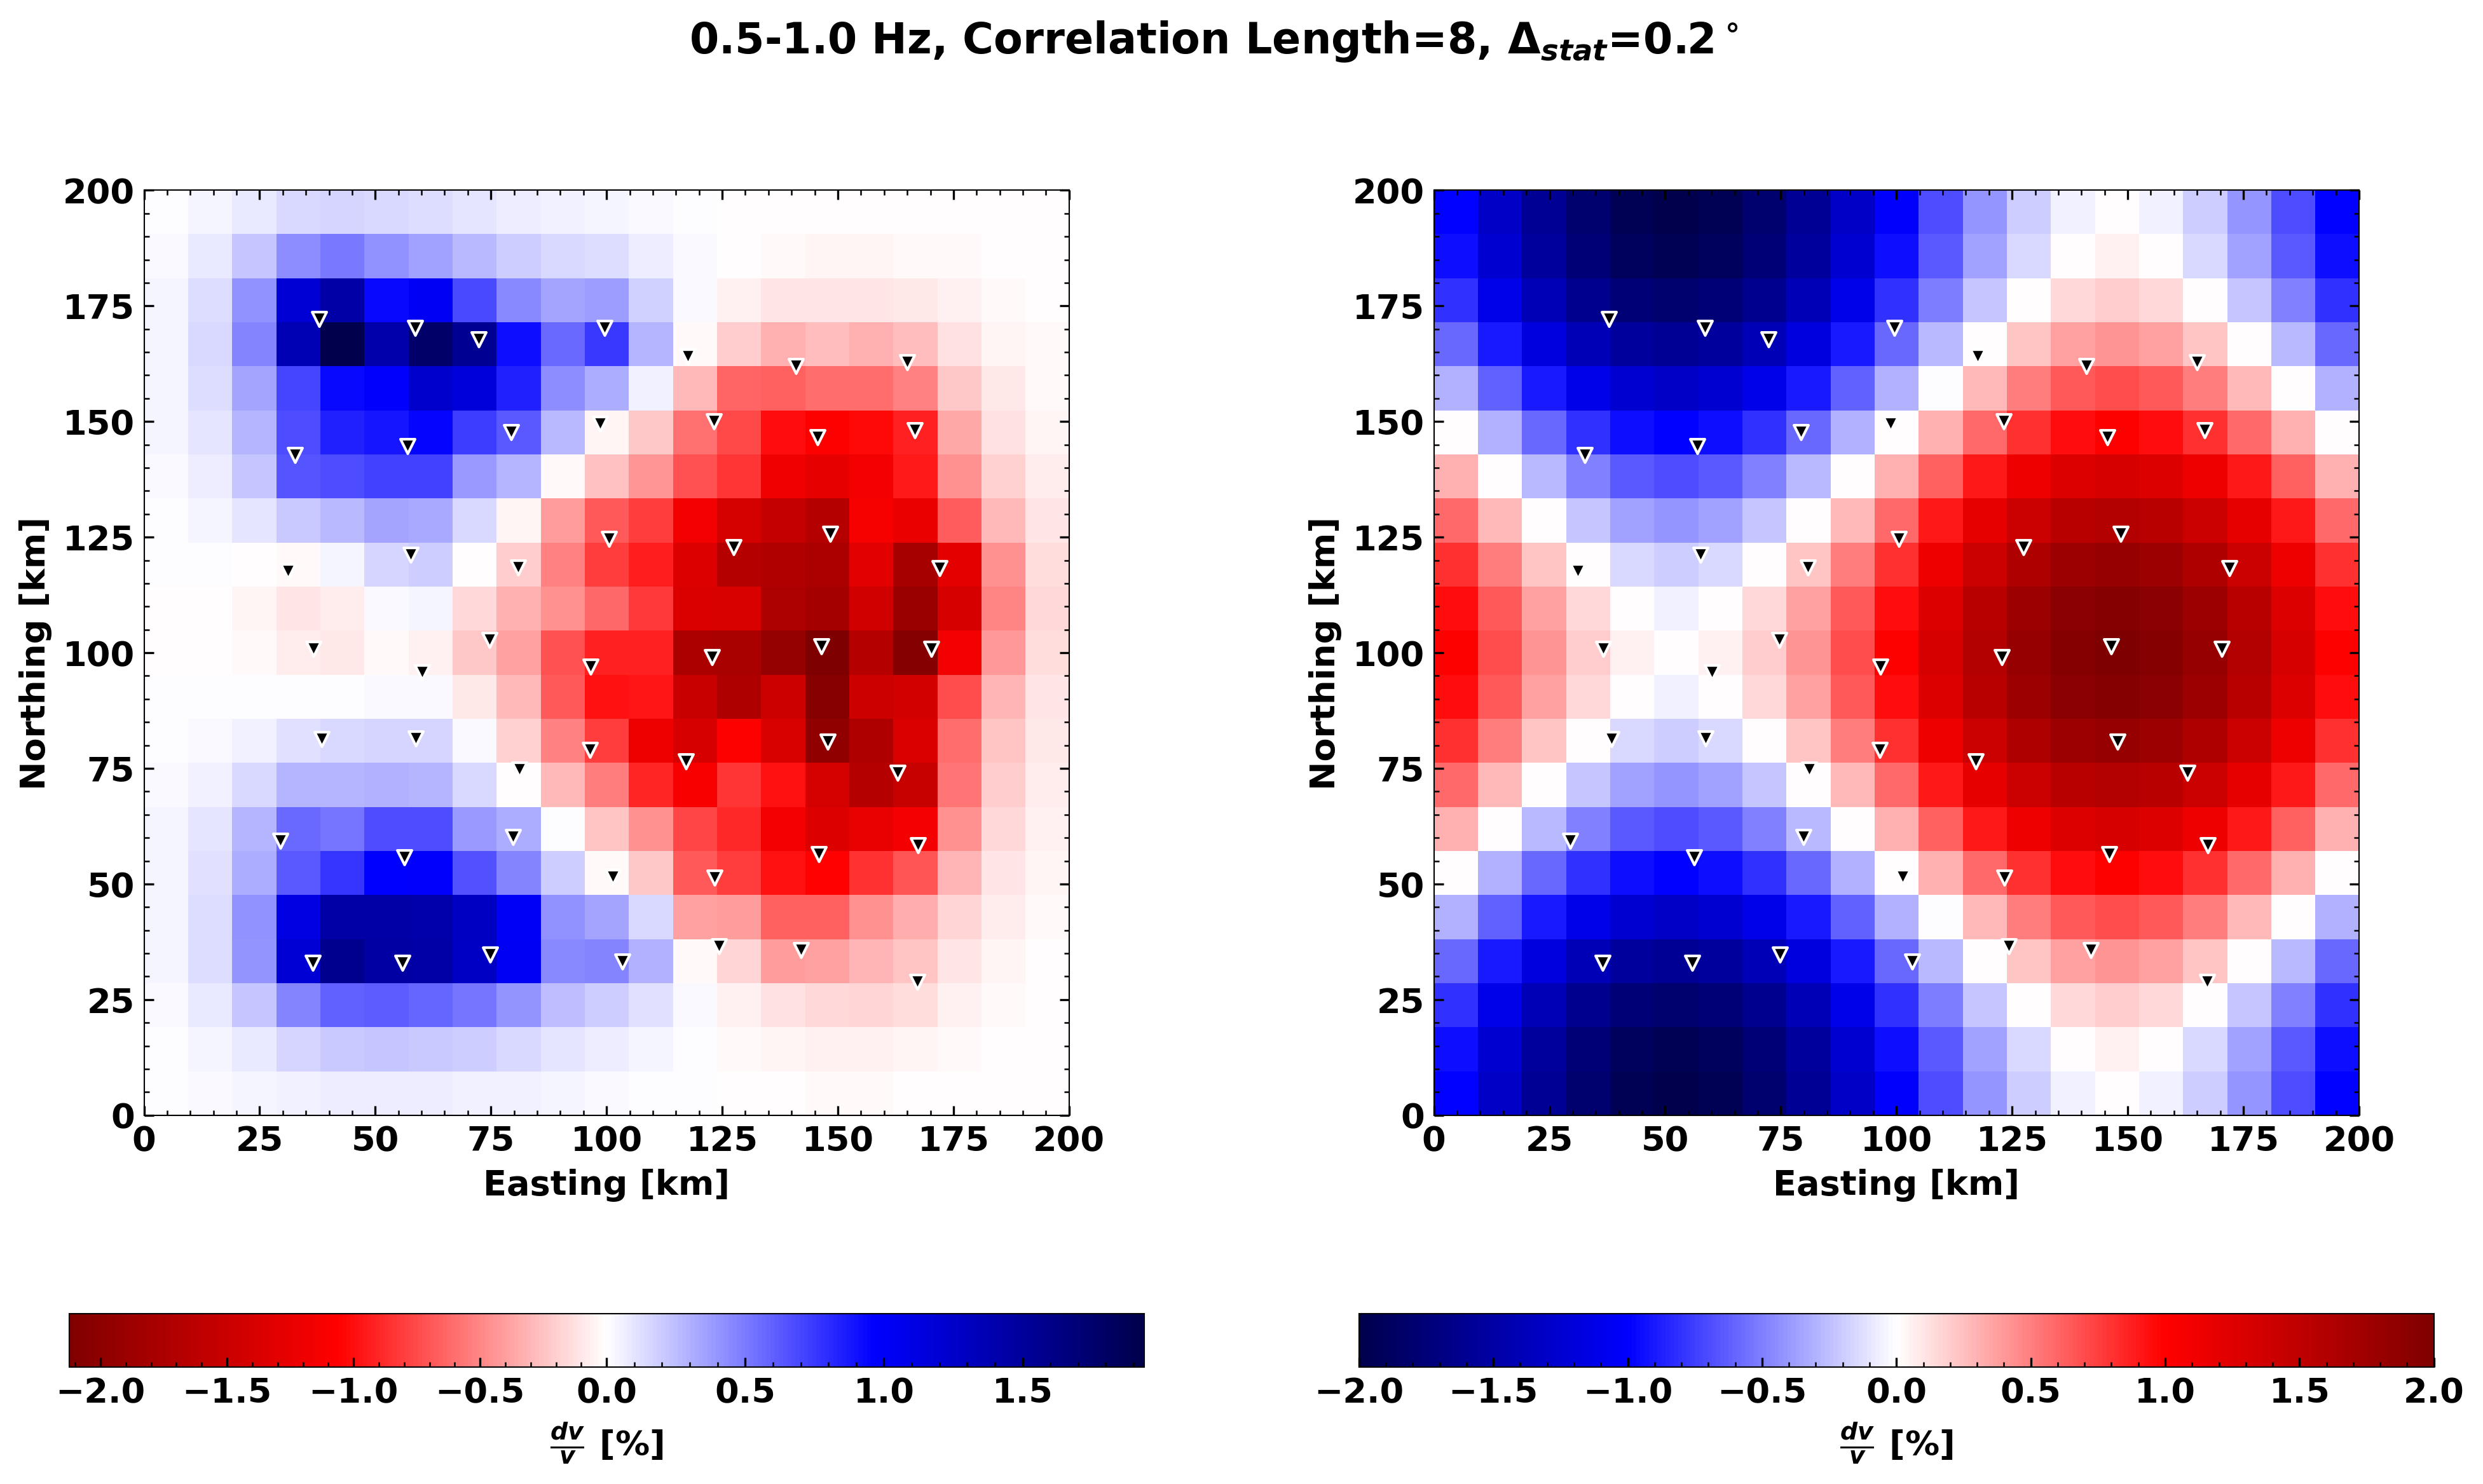 0.5-1.0 Hz, Correlation Length=8, Δstat=0.2°
200
175
150
125
100
75
50
25
0
Northing [km]
0 25 50 75 100 125 150 175 200
Easting [km]
−2.0 −1.5 −1.0 −0.5 0.0 0.5 1.0 1.5
dv/v [%]
200
175
150
125
100
75
50
25
0
Northing [km]
0 25 50 75 100 125 150 175 200
Easting [km]
−2.0 −1.5 −1.0 −0.5 0.0 0.5 1.0 1.5 2.0
dv/v [%]